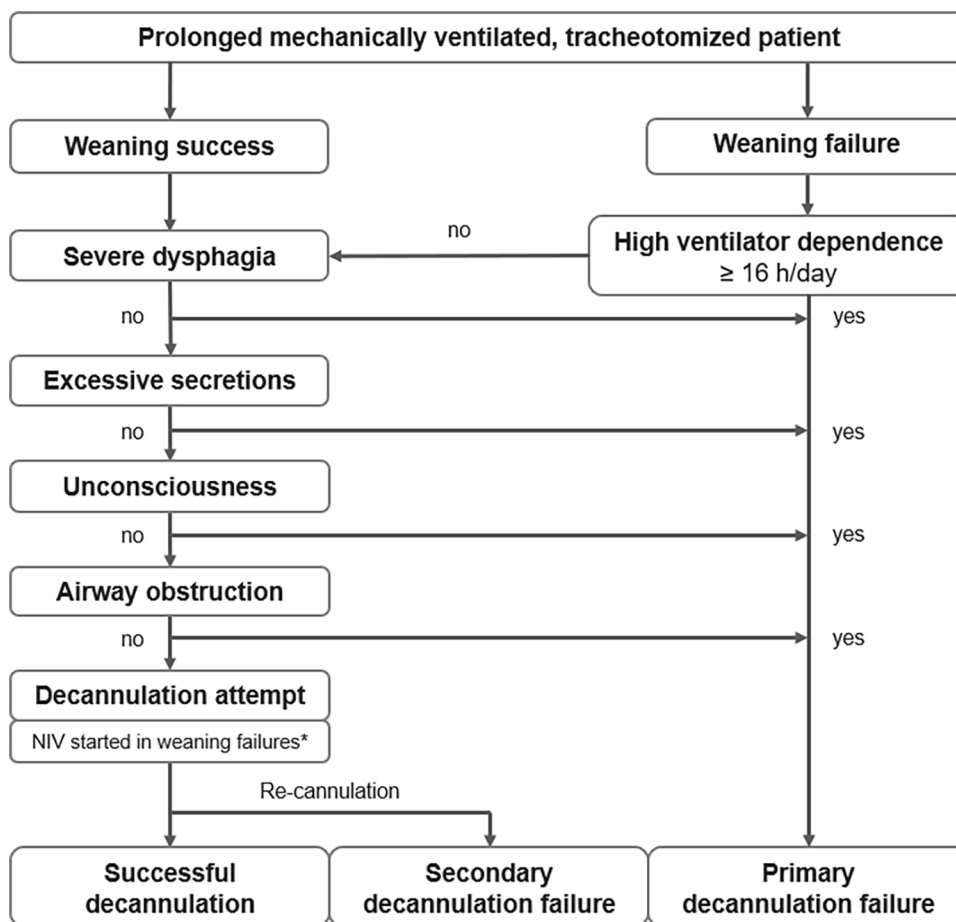 Prolonged mechanically ventilated, tracheotomized patient
Weaning success
Weaning failure
Severe dysphagia
no
High ventilator dependence
≥ 16 h/day
no
yes
Excessive secretions
no
yes
Unconsciousness
no
yes
Airway obstruction
no
yes
Decannulation attempt
NIV started in weaning failures*
Re-cannulation
Successful
decannulation
Secondary
decannulation failure
Primary
decannulation failure